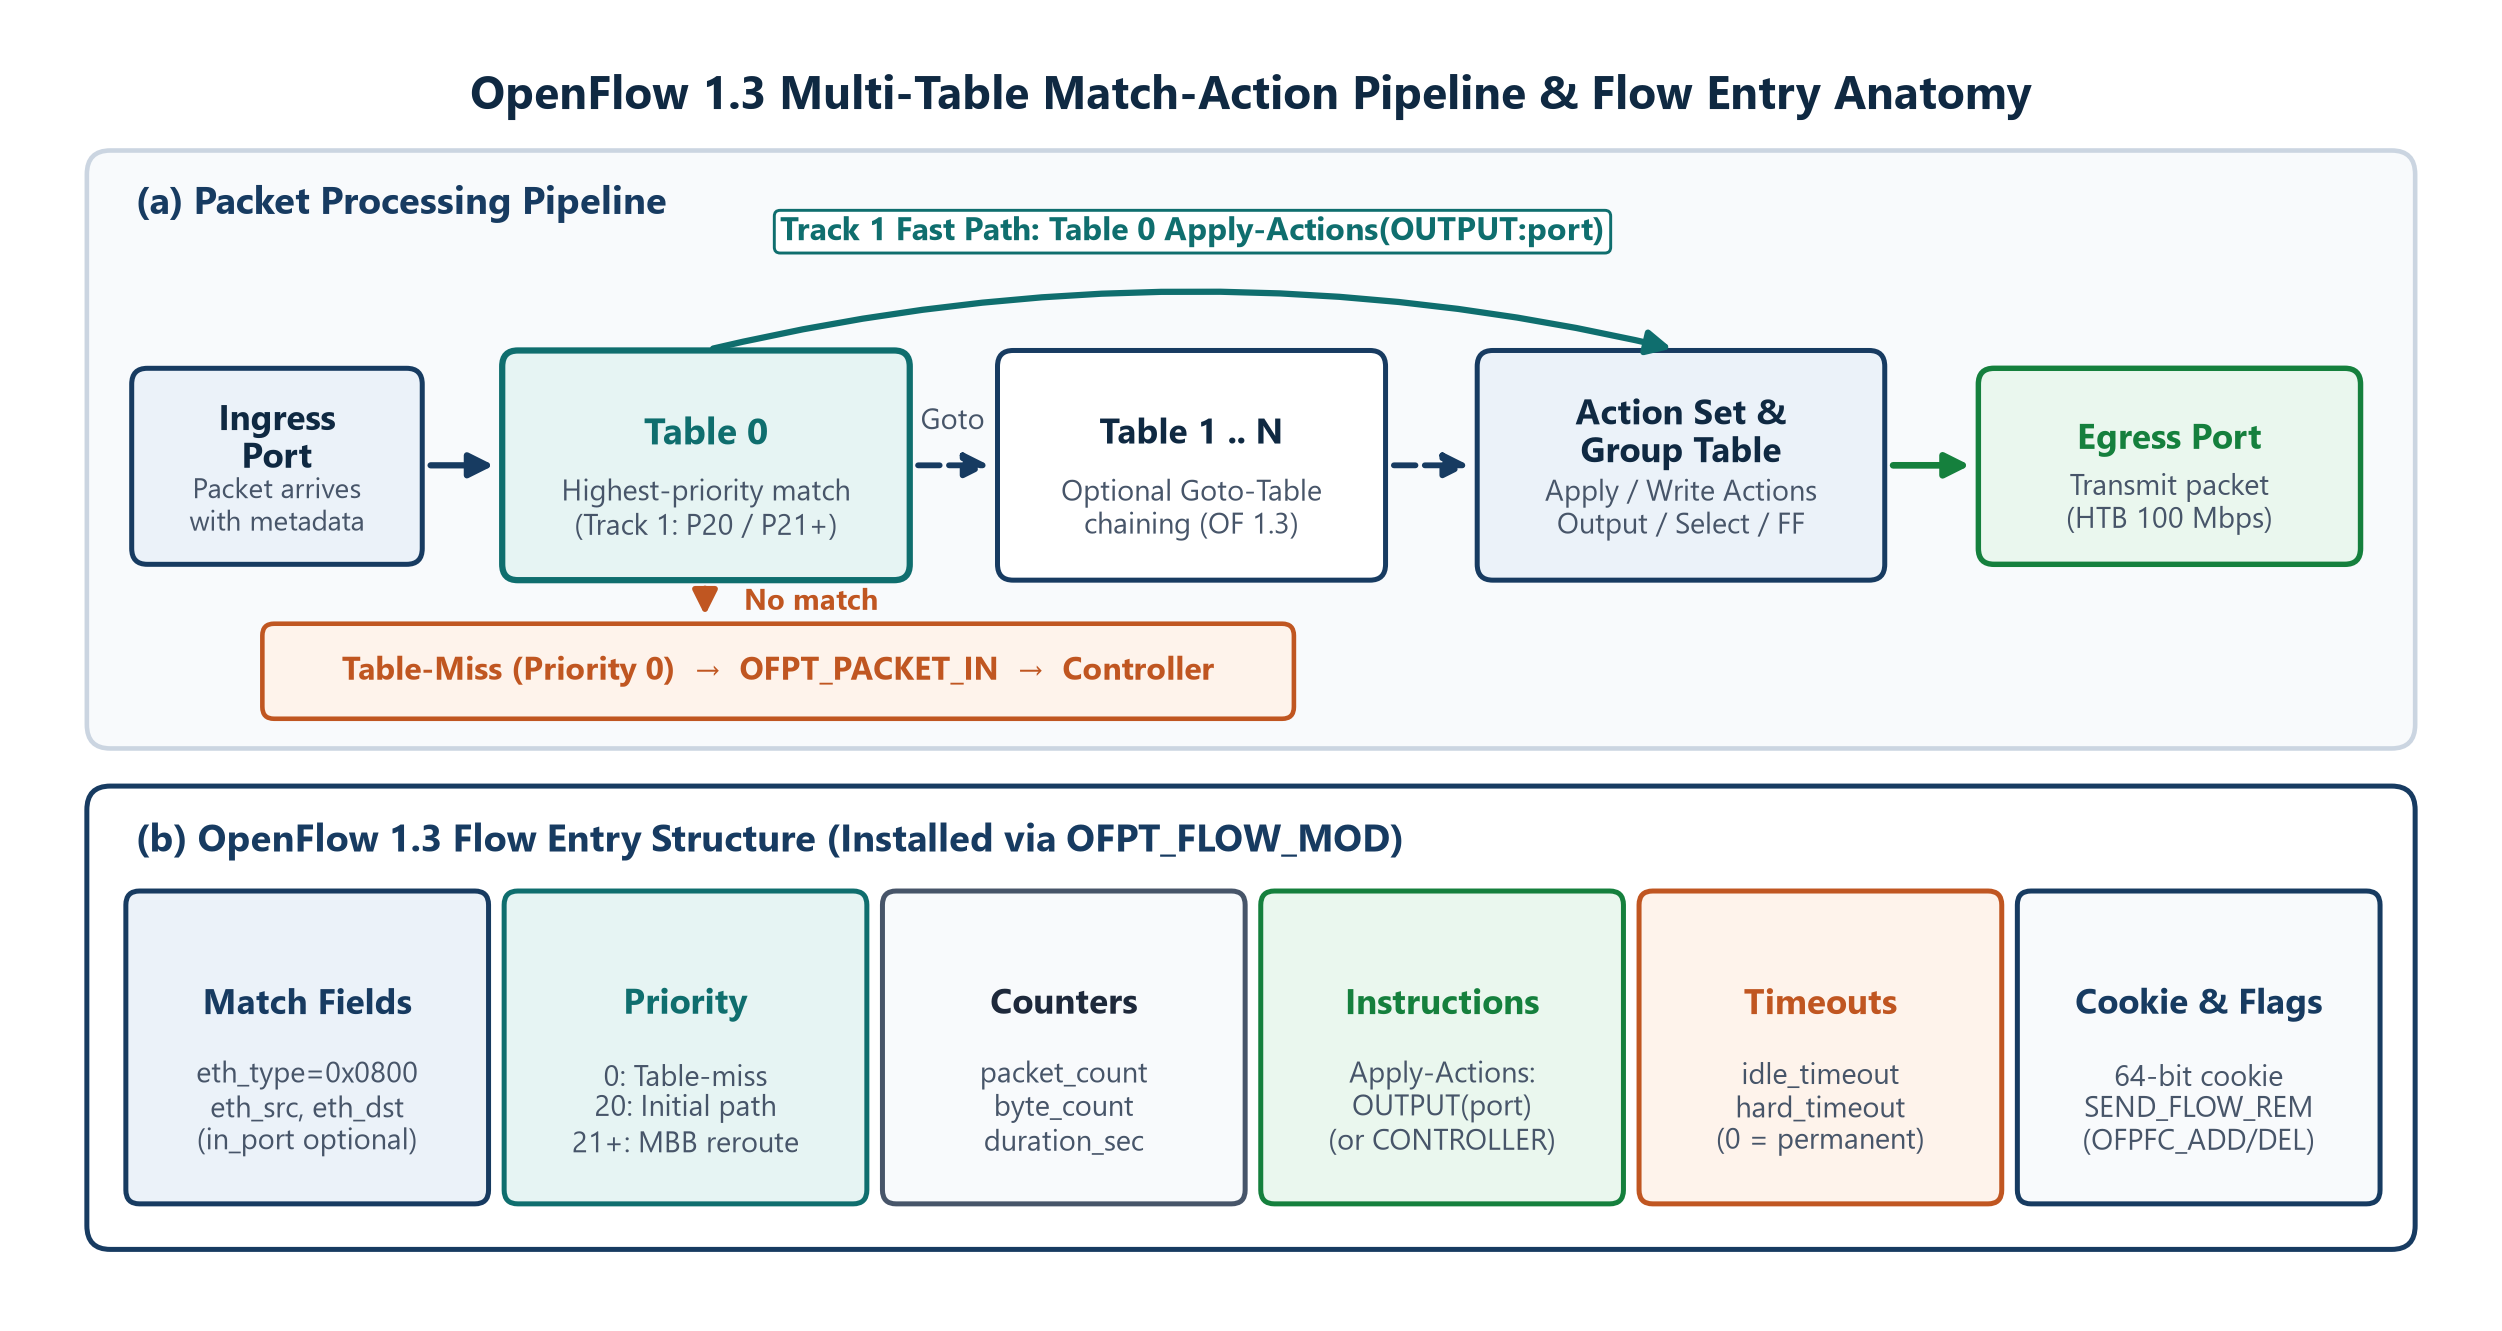 OpenFlow 1.3 Multi-Table Match-Action Pipeline & Flow Entry Anatomy
(a) Packet Processing Pipeline
Track 1 Fast Path: Table 0 Apply-Actions(OUTPUT:port)
Ingress
Port
Packet arrives
with metadata
Table 0
Highest-priority match
(Track 1: P20 / P21+)
Goto
Table 1 .. N
Optional Goto-Table
chaining (OF 1.3)
Action Set &
Group Table
Apply / Write Actions
Output / Select / FF
Egress Port
Transmit packet
(HTB 100 Mbps)
No match
Table-Miss (Priority 0) → OFPT_PACKET_IN → Controller
(b) OpenFlow 1.3 Flow Entry Structure (Installed via OFPT_FLOW_MOD)
Match Fields
eth_type=0x0800
eth_src, eth_dst
(in_port optional)
Priority
0: Table-miss
20: Initial path
21+: MBB reroute
Counters
packet_count
byte_count
duration_sec
Instructions
Apply-Actions:
OUTPUT(port)
(or CONTROLLER)
Timeouts
idle_timeout
hard_timeout
(0 = permanent)
Cookie & Flags
64-bit cookie
SEND_FLOW_REM
(OFPFC_ADD/DEL)